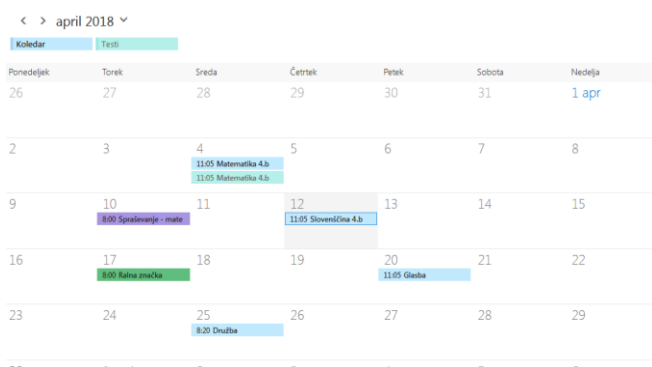 april 2018
Koledar Testi
Ponedeljek Torek Sreda Četrtek Petek Sobota Nedelja
26 27 28 29 30 31 1 apr
2 3 4 5 6 7 8
11:05 Matematika 4.b
11:05 Matematika 4.b
9 10 11 12 13 14 15
8:00 Spraševanje - mate 11:05 Slovenščina 4.b
16 17 18 19 20 21 22
8:00 Ralna značka 11:05 Glasba
23 24 25 26 27 28 29
8:20 Družba